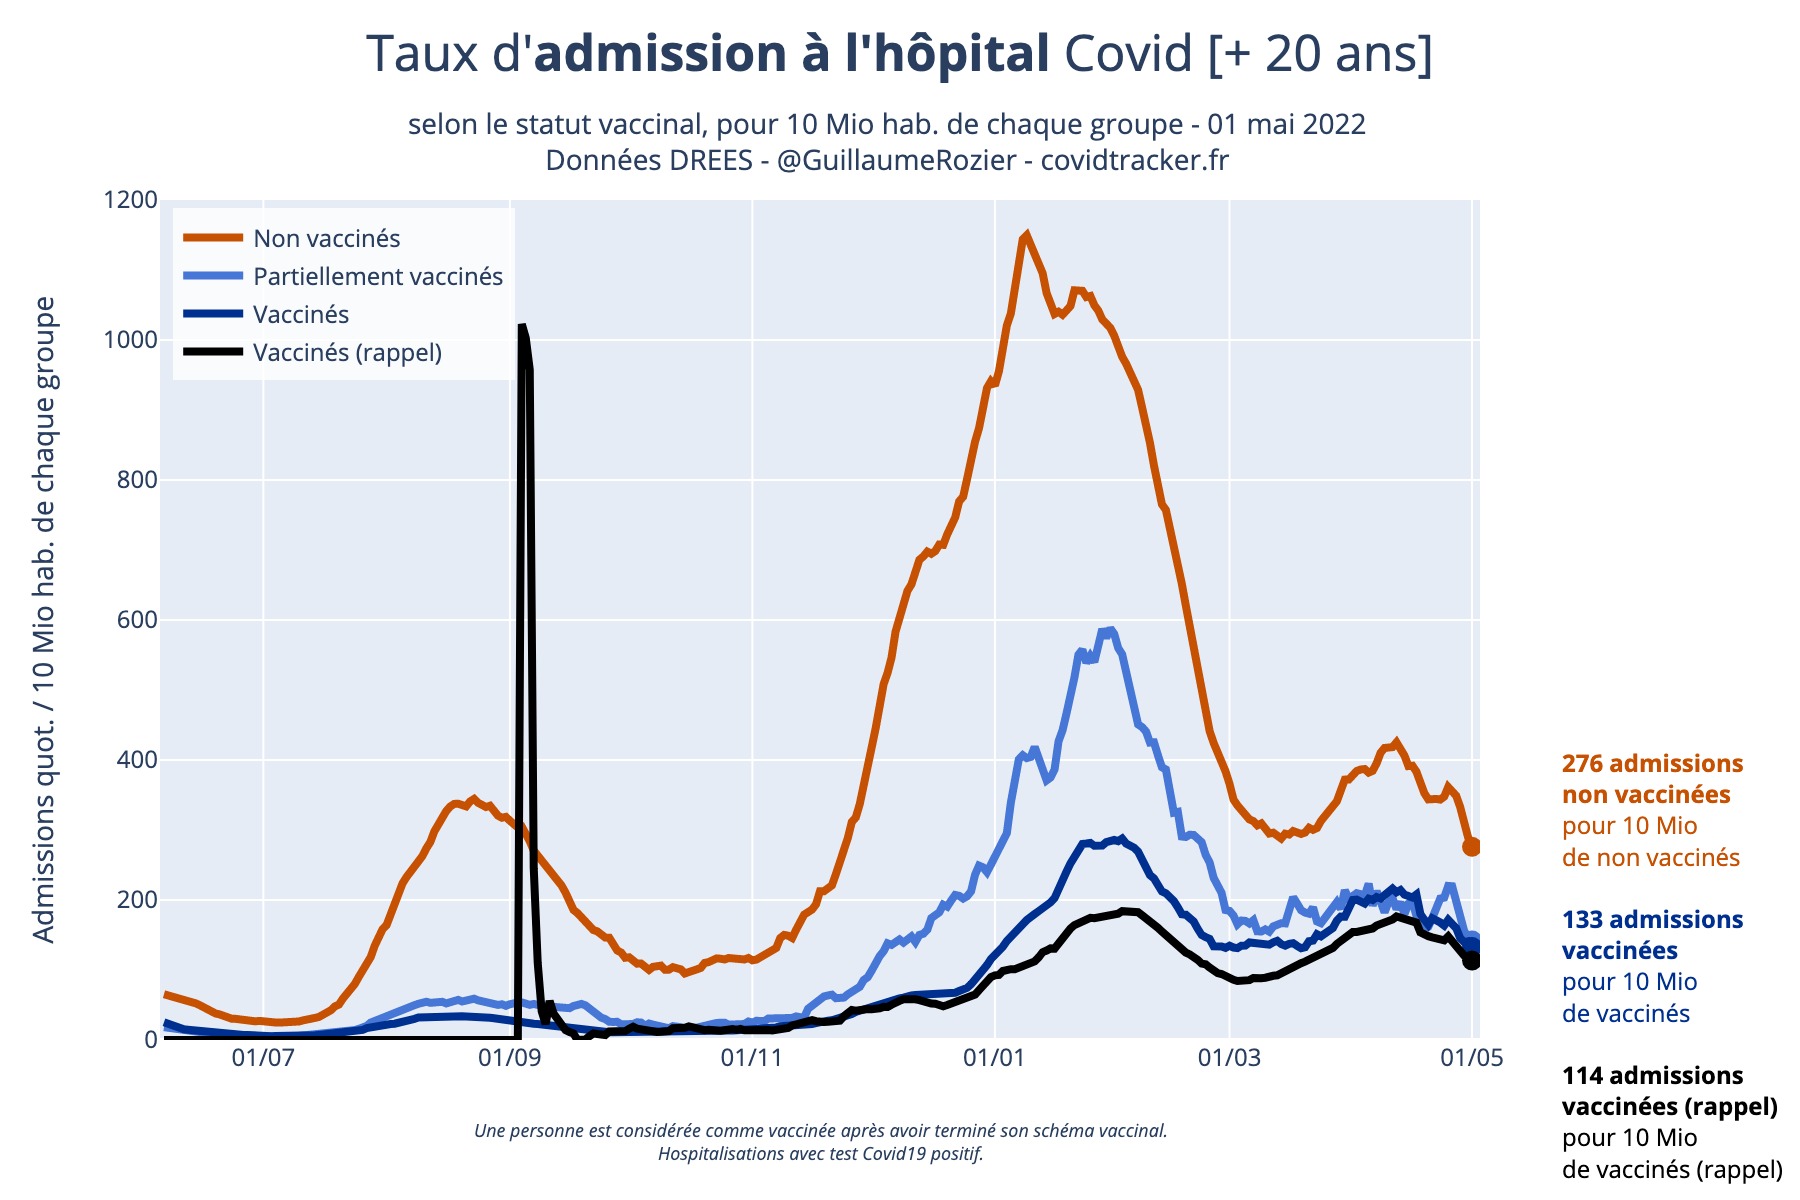 Taux d'admission à l'hôpital Covid [+ 20 ans]
selon le statut vaccinal, pour 10 Mio hab. de chaque groupe - 01 mai 2022
Données DREES - @GuillaumeRozier - covidtracker.fr
Admissions quot. / 10 Mio hab. de chaque groupe
1200
1000
800
600
400
200
0
Non vaccinés
Partiellement vaccinés
Vaccinés
Vaccinés (rappel)
01/07
01/09
01/11
01/01
01/03
01/05
276 admissions
non vaccinées
pour 10 Mio
de non vaccinés
133 admissions
vaccinées
pour 10 Mio
de vaccinés
114 admissions
vaccinées (rappel)
pour 10 Mio
de vaccinés (rappel)
Une personne est considérée comme vaccinée après avoir terminé son schéma vaccinal.
Hospitalisations avec test Covid19 positif.